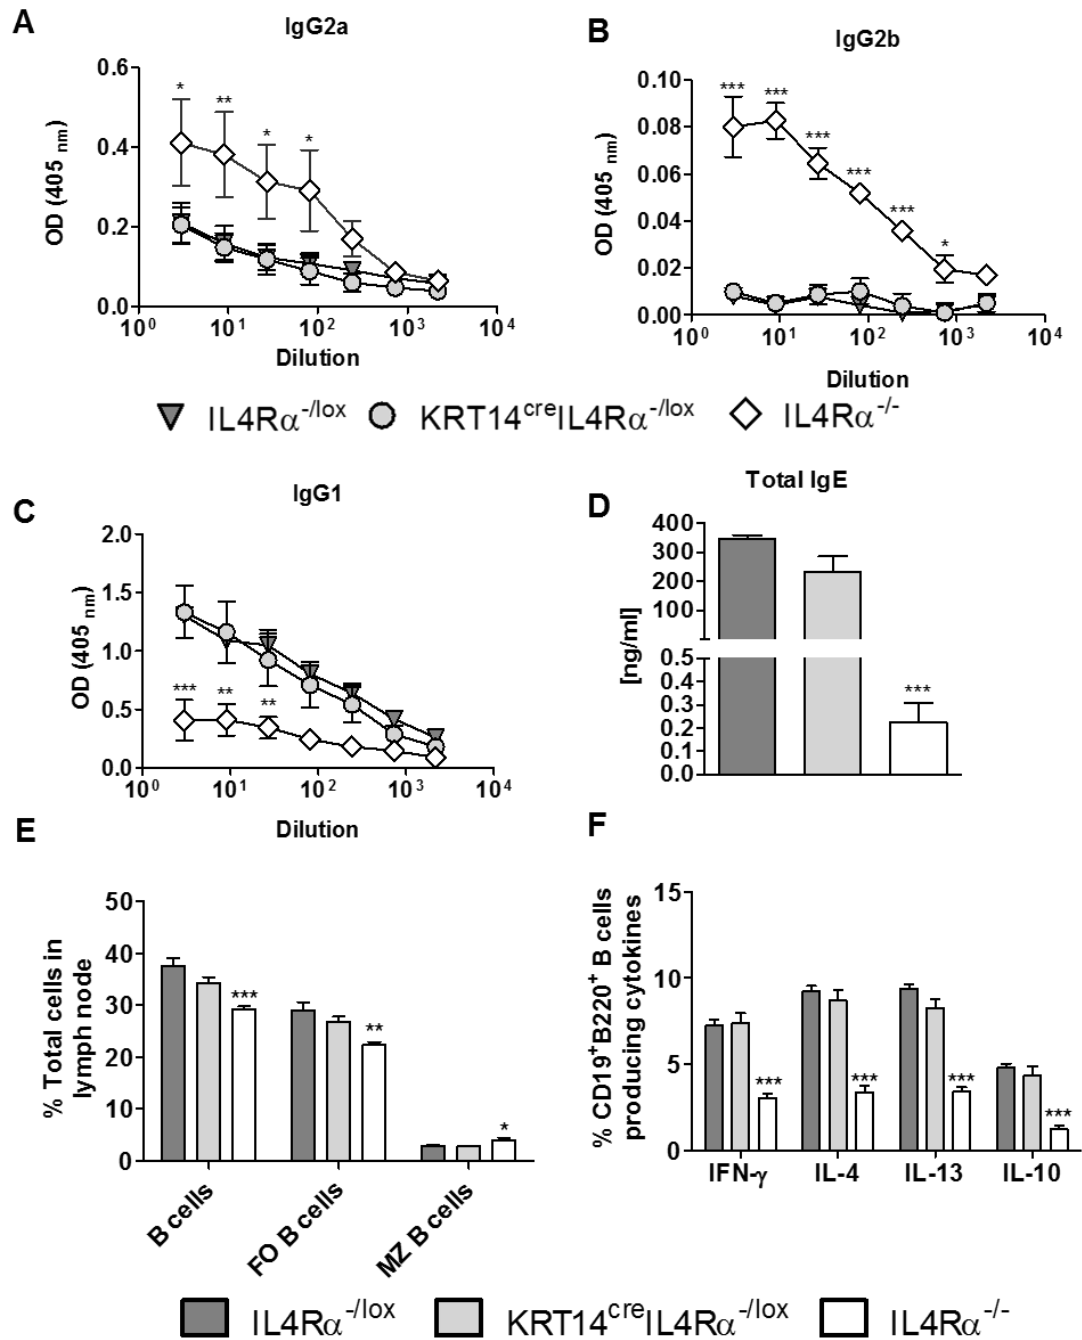 A
IgG2a
OD (405 nm)
0.6
0.4
0.2
0.0
* ** * *
10⁰ 10¹ 10² 10³ 10⁴
Dilution
B
IgG2b
OD (405 nm)
0.10
0.08
0.06
0.04
0.02
0.00
*** *** *** *** *** *
10⁰ 10¹ 10² 10³ 10⁴
Dilution
IL4Rα⁻/ˡᵒˣ KRT14ᶜʳᵉIL4Rα⁻/ˡᵒˣ IL4Rα⁻/⁻
C
IgG1
OD (405 nm)
2.0
1.5
1.0
0.5
0.0
*** ** **
10⁰ 10¹ 10² 10³ 10⁴
Dilution
D
Total IgE
[ng/ml]
400
300
200
100
0.5
0.4
0.3
0.2
0.1
0.0
***
E
% Total cells in
lymph node
50
40
30
20
10
0
*** ** *
B cells FO B cells MZ B cells
F
% CD19⁺B220⁺ B cells
producing cytokines
15
10
5
0
*** *** *** ***
IFN-γ IL-4 IL-13 IL-10
IL4Rα⁻/ˡᵒˣ KRT14ᶜʳᵉIL4Rα⁻/ˡᵒˣ IL4Rα⁻/⁻